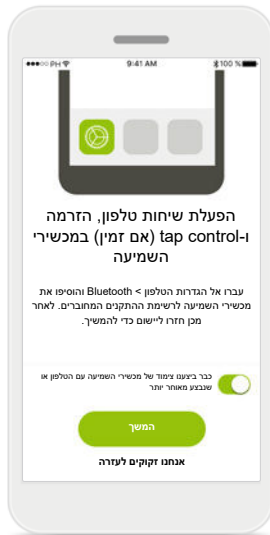 PH 9:41 AM 100 %
הפעלת שיחות טלפון, הזרמה
ו-tap control (אם זמין) במכשירי
השמיעה
עברו אל הגדרות הטלפון > Bluetooth והוסיפו את
מכשירי השמיעה לרשימת ההתקנים המחוברים. לאחר
מכן חזרו ליישום כדי להמשיך.
כבר ביצענו צימוד של מכשירי השמיעה עם הטלפון או
שנבצע מאוחר יותר
המשך
אנחנו זקוקים לעזרה